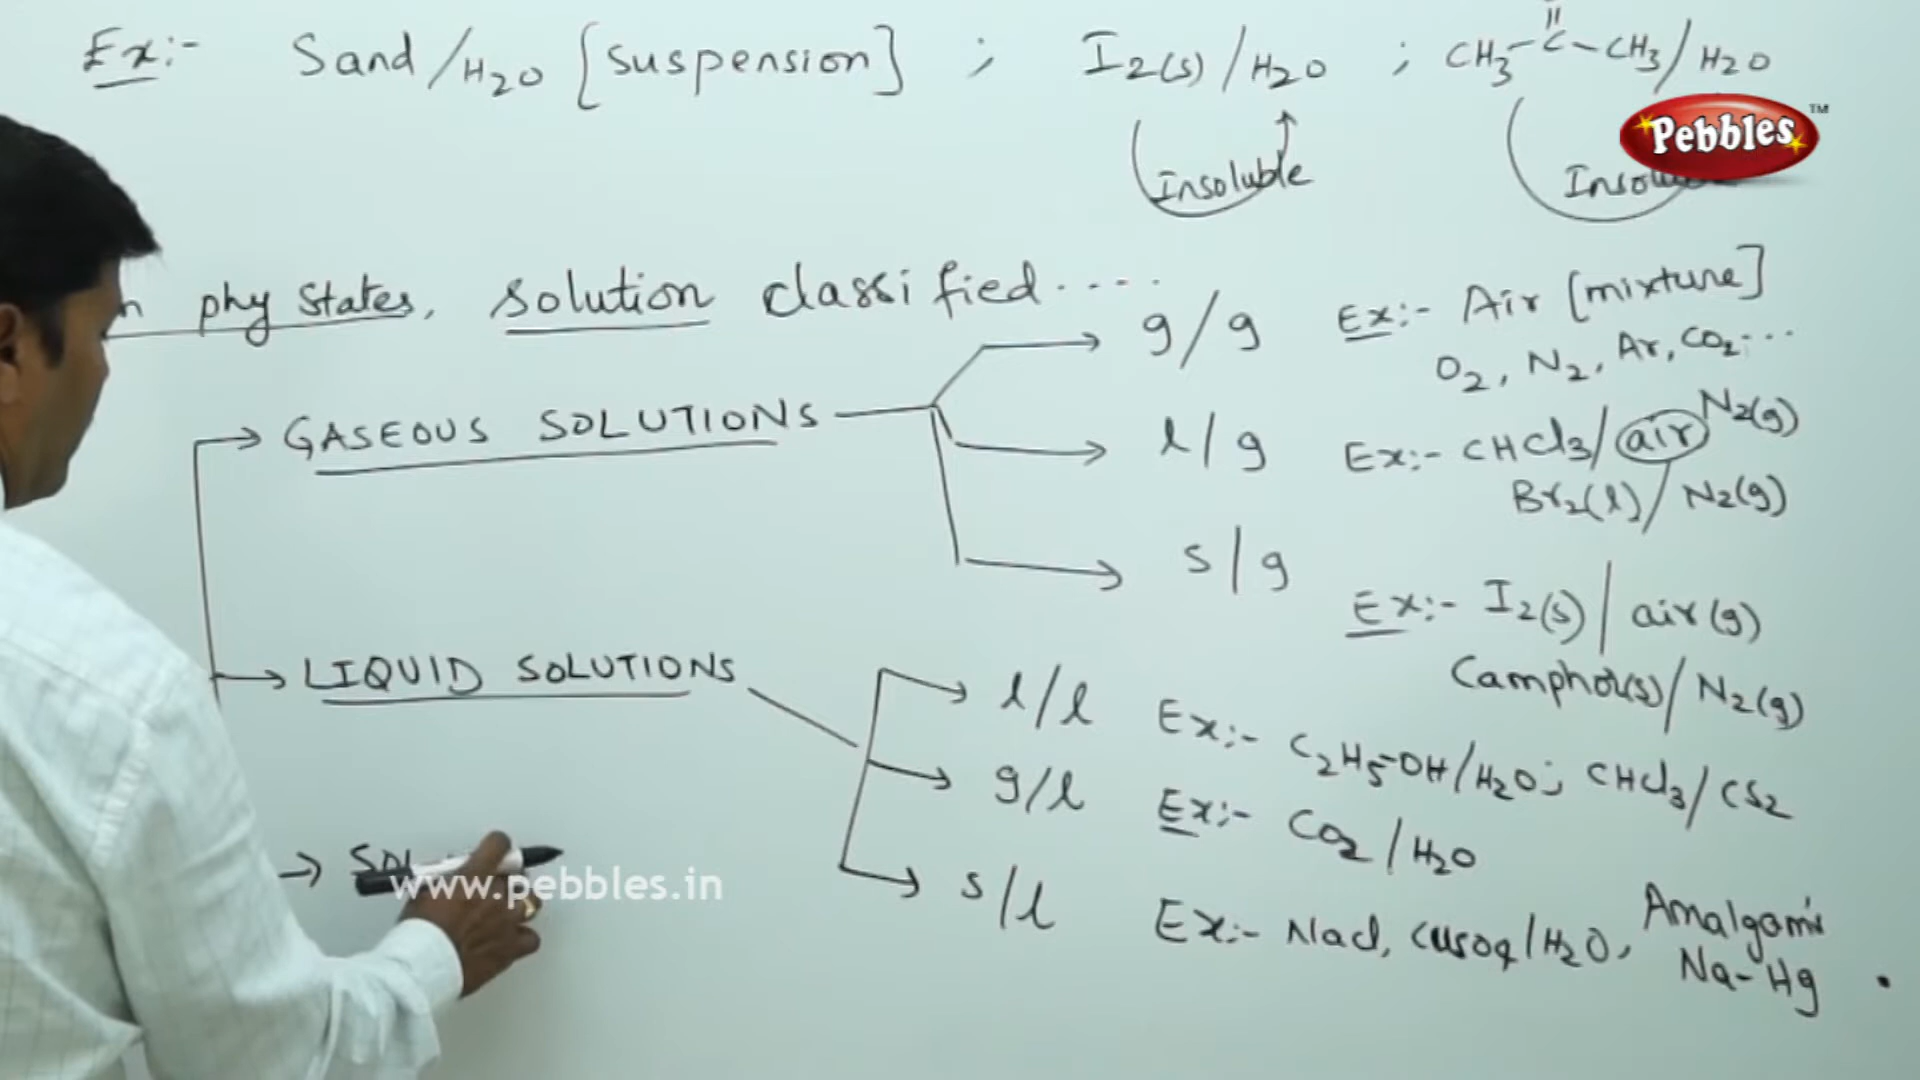 Ex:- Sand/H2O [suspension] ; I2(s)/H2O ; CH3-C-CH3/H2O
Pebbles TM
Insoluble
phy states, solution classified....
g/g Ex:- Air [mixture]
O2, N2, Ar, CO2...
→ GASEOUS SOLUTIONS
l/g Ex:- CHCl3/air N2(g)
Br2(l)/N2(g)
s/g Ex:- I2(s)/air(g)
Camphor(s)/N2(g)
→ LIQUID SOLUTIONS
l/l Ex:- C2H5-OH/H2O; CHCl3/CS2
g/l Ex:- CO2/H2O
→ SOL
www.pebbles.in
s/l Ex:- NaCl, CuSO4/H2O, Amalgam's
Na-Hg